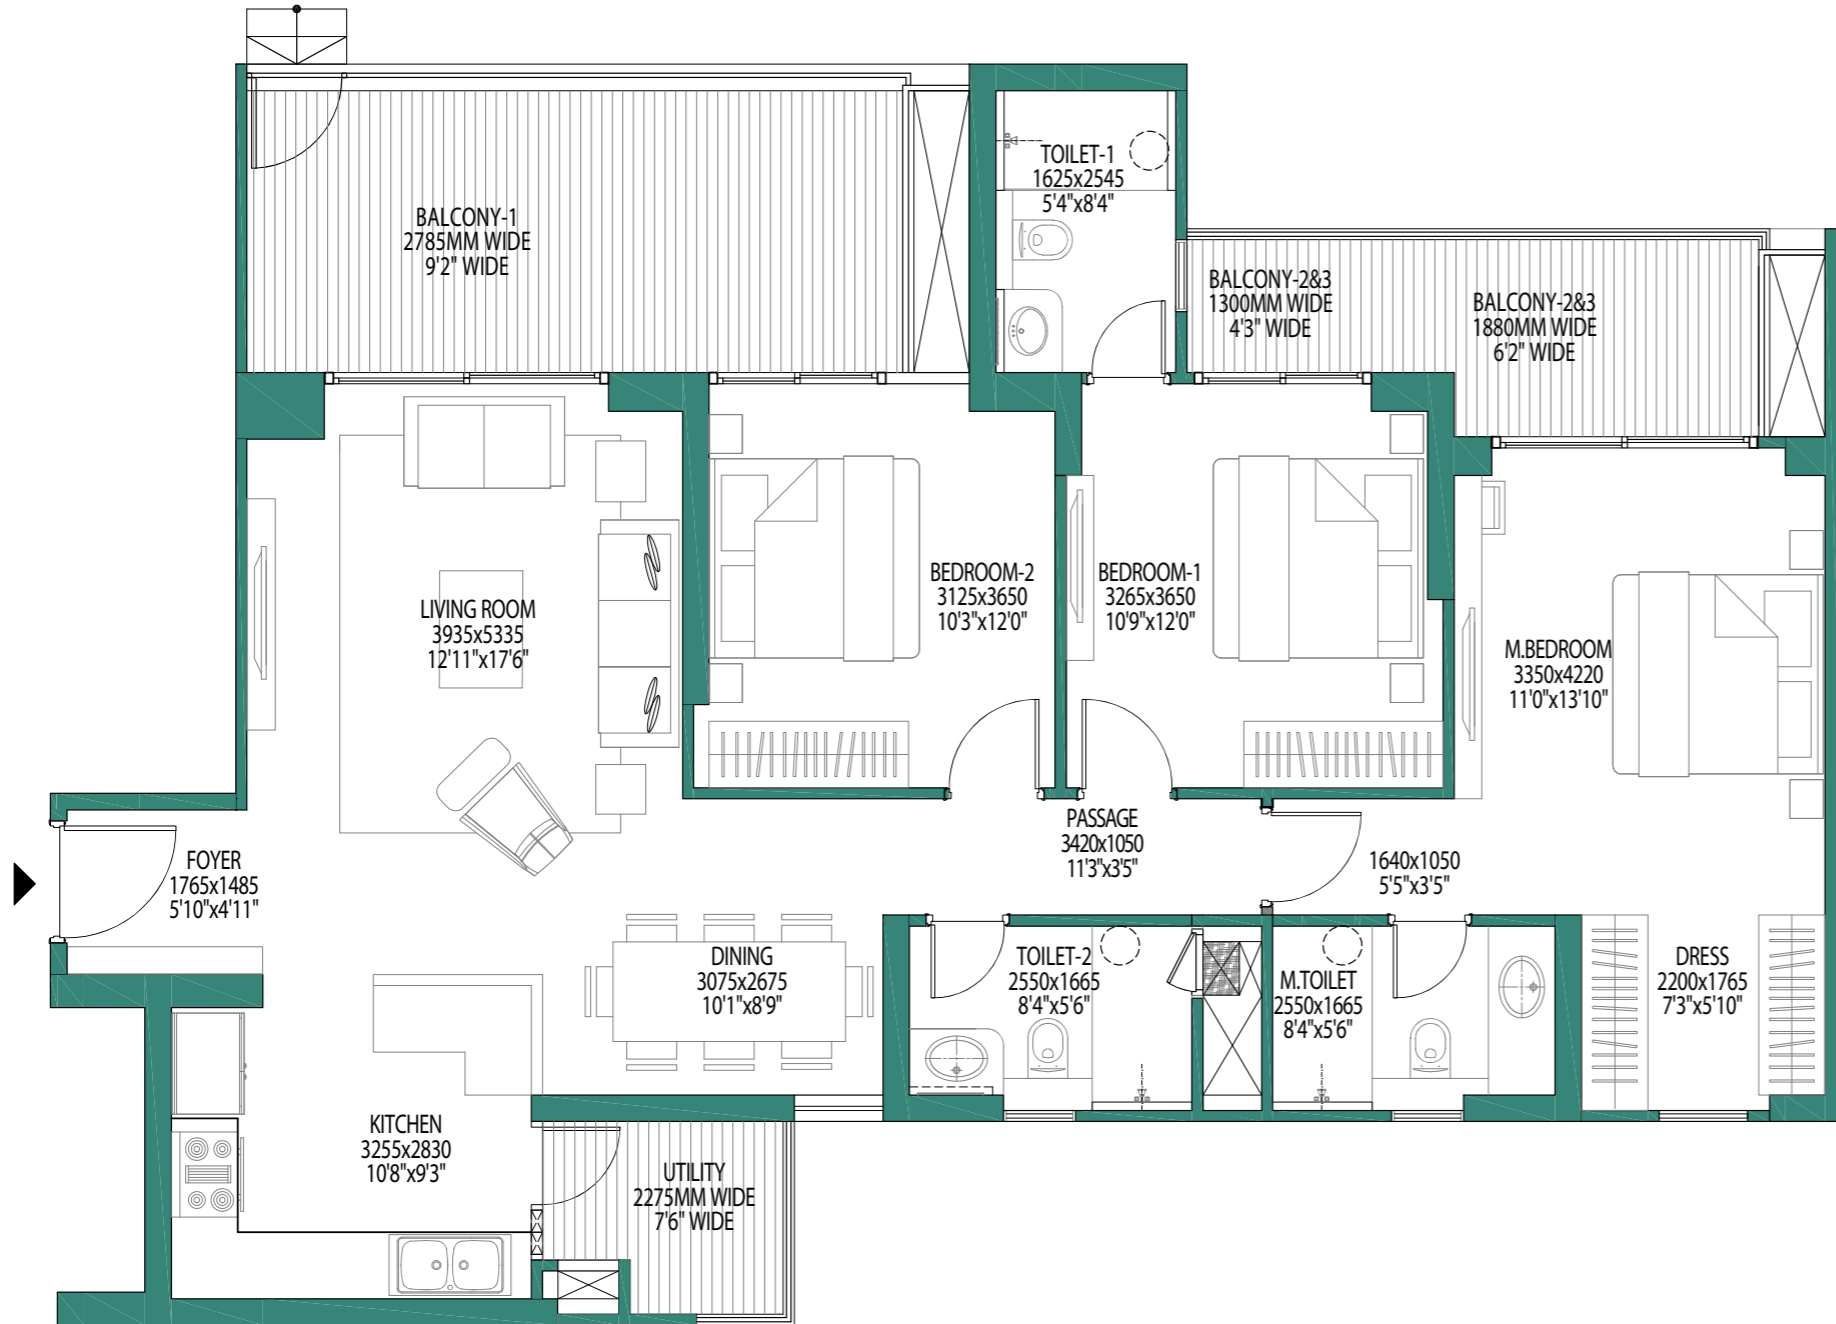 TOILET-1
1625x2545
5'4"x8'4"
BALCONY-1
2785MM WIDE
9'2" WIDE
BALCONY-2&3
1300MM WIDE
4'3" WIDE
BALCONY-2&3
1880MM WIDE
6'2" WIDE
LIVING ROOM
3935x5335
12'11"x17'6"
BEDROOM-2
3125x3650
10'3"x12'0"
BEDROOM-1
3265x3650
10'9"x12'0"
M.BEDROOM
3350x4220
11'0"x13'10"
FOYER
1765x1485
5'10"x4'11"
PASSAGE
3420x1050
11'3"x3'5"
1640x1050
5'5"x3'5"
DINING
3075x2675
10'1"x8'9"
TOILET-2
2550x1665
8'4"x5'6"
M.TOILET
2550x1665
8'4"x5'6"
DRESS
2200x1765
7'3"x5'10"
KITCHEN
3255x2830
10'8"x9'3"
UTILITY
2275MM WIDE
7'6" WIDE